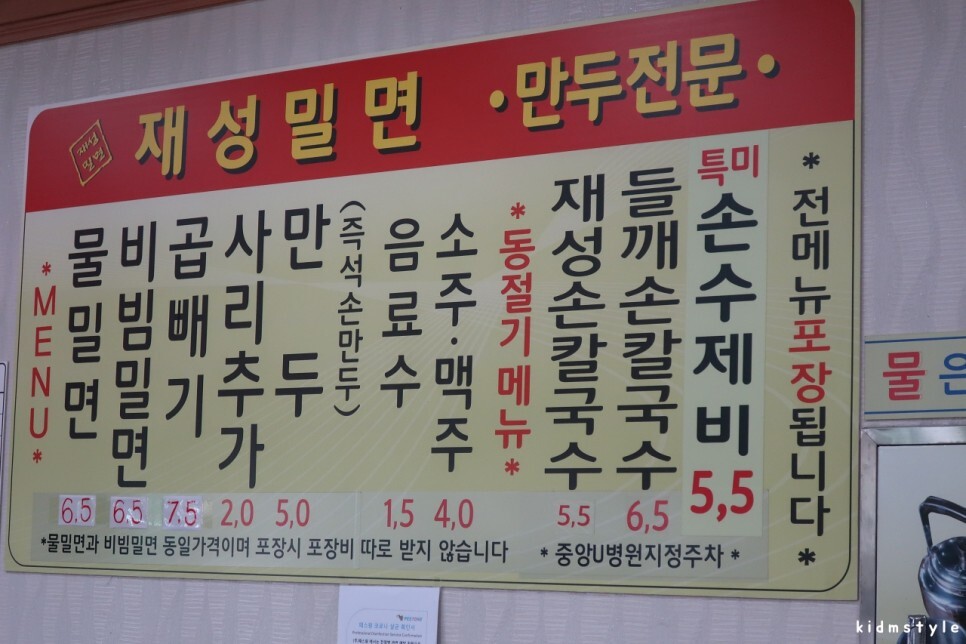 재성밀면
재성밀면
·만두전문·
*MENU*
물밀면
6.5
비빔밀면
6.5
곱빼기
7.5
사리추가
2,0
만두
(즉석손만두)
5,0
음료수
1,5
소주·맥주
4,0
*동절기메뉴*
재성손칼국수
5,5
들깨손칼국수
6,5
특미
손수제비
5,5
*전메뉴포장됩니다*
*물밀면과 비빔밀면 동일가격이며 포장시 포장비 따로 받지 않습니다
*중앙U병원지정주차*
물은
kidmstyle